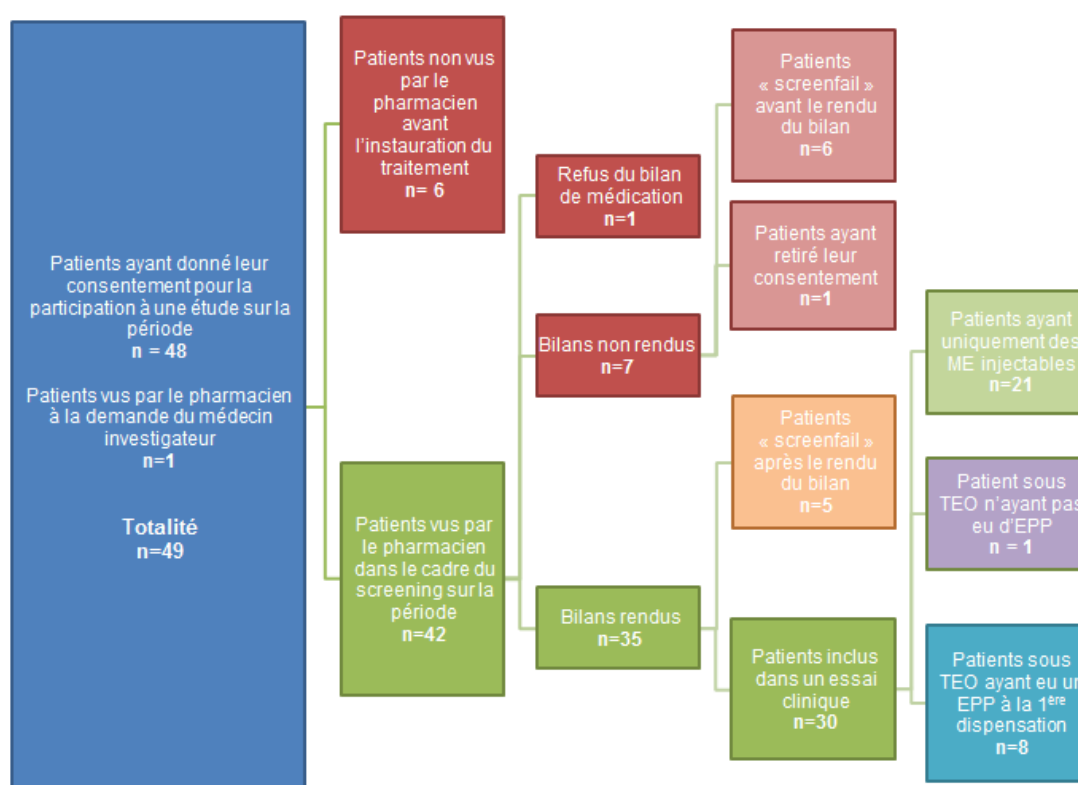 Patients ayant donné leur
consentement pour la
participation à une étude sur la
période
n = 48
Patients vus par le pharmacien
à la demande du médecin
investigateur
n=1
Totalité
n=49
Patients non vus
par le
pharmacien
avant
l'instauration du
traitement
n= 6
Patients vus par
le pharmacien
dans le cadre du
screening sur la
période
n=42
Refus du bilan
de médication
n=1
Bilans non rendus
n=7
Bilans rendus
n=35
Patients
« screenfail »
avant le rendu
du bilan
n=6
Patients ayant
retiré leur
consentement
n=1
Patients
« screenfail »
après le rendu
du bilan
n=5
Patients inclus
dans un essai
clinique
n=30
Patients ayant
uniquement des
ME injectables
n=21
Patient sous
TEO n'ayant pas
eu d'EPP
n = 1
Patients sous
TEO ayant eu un
EPP à la 1ère
dispensation
n=8